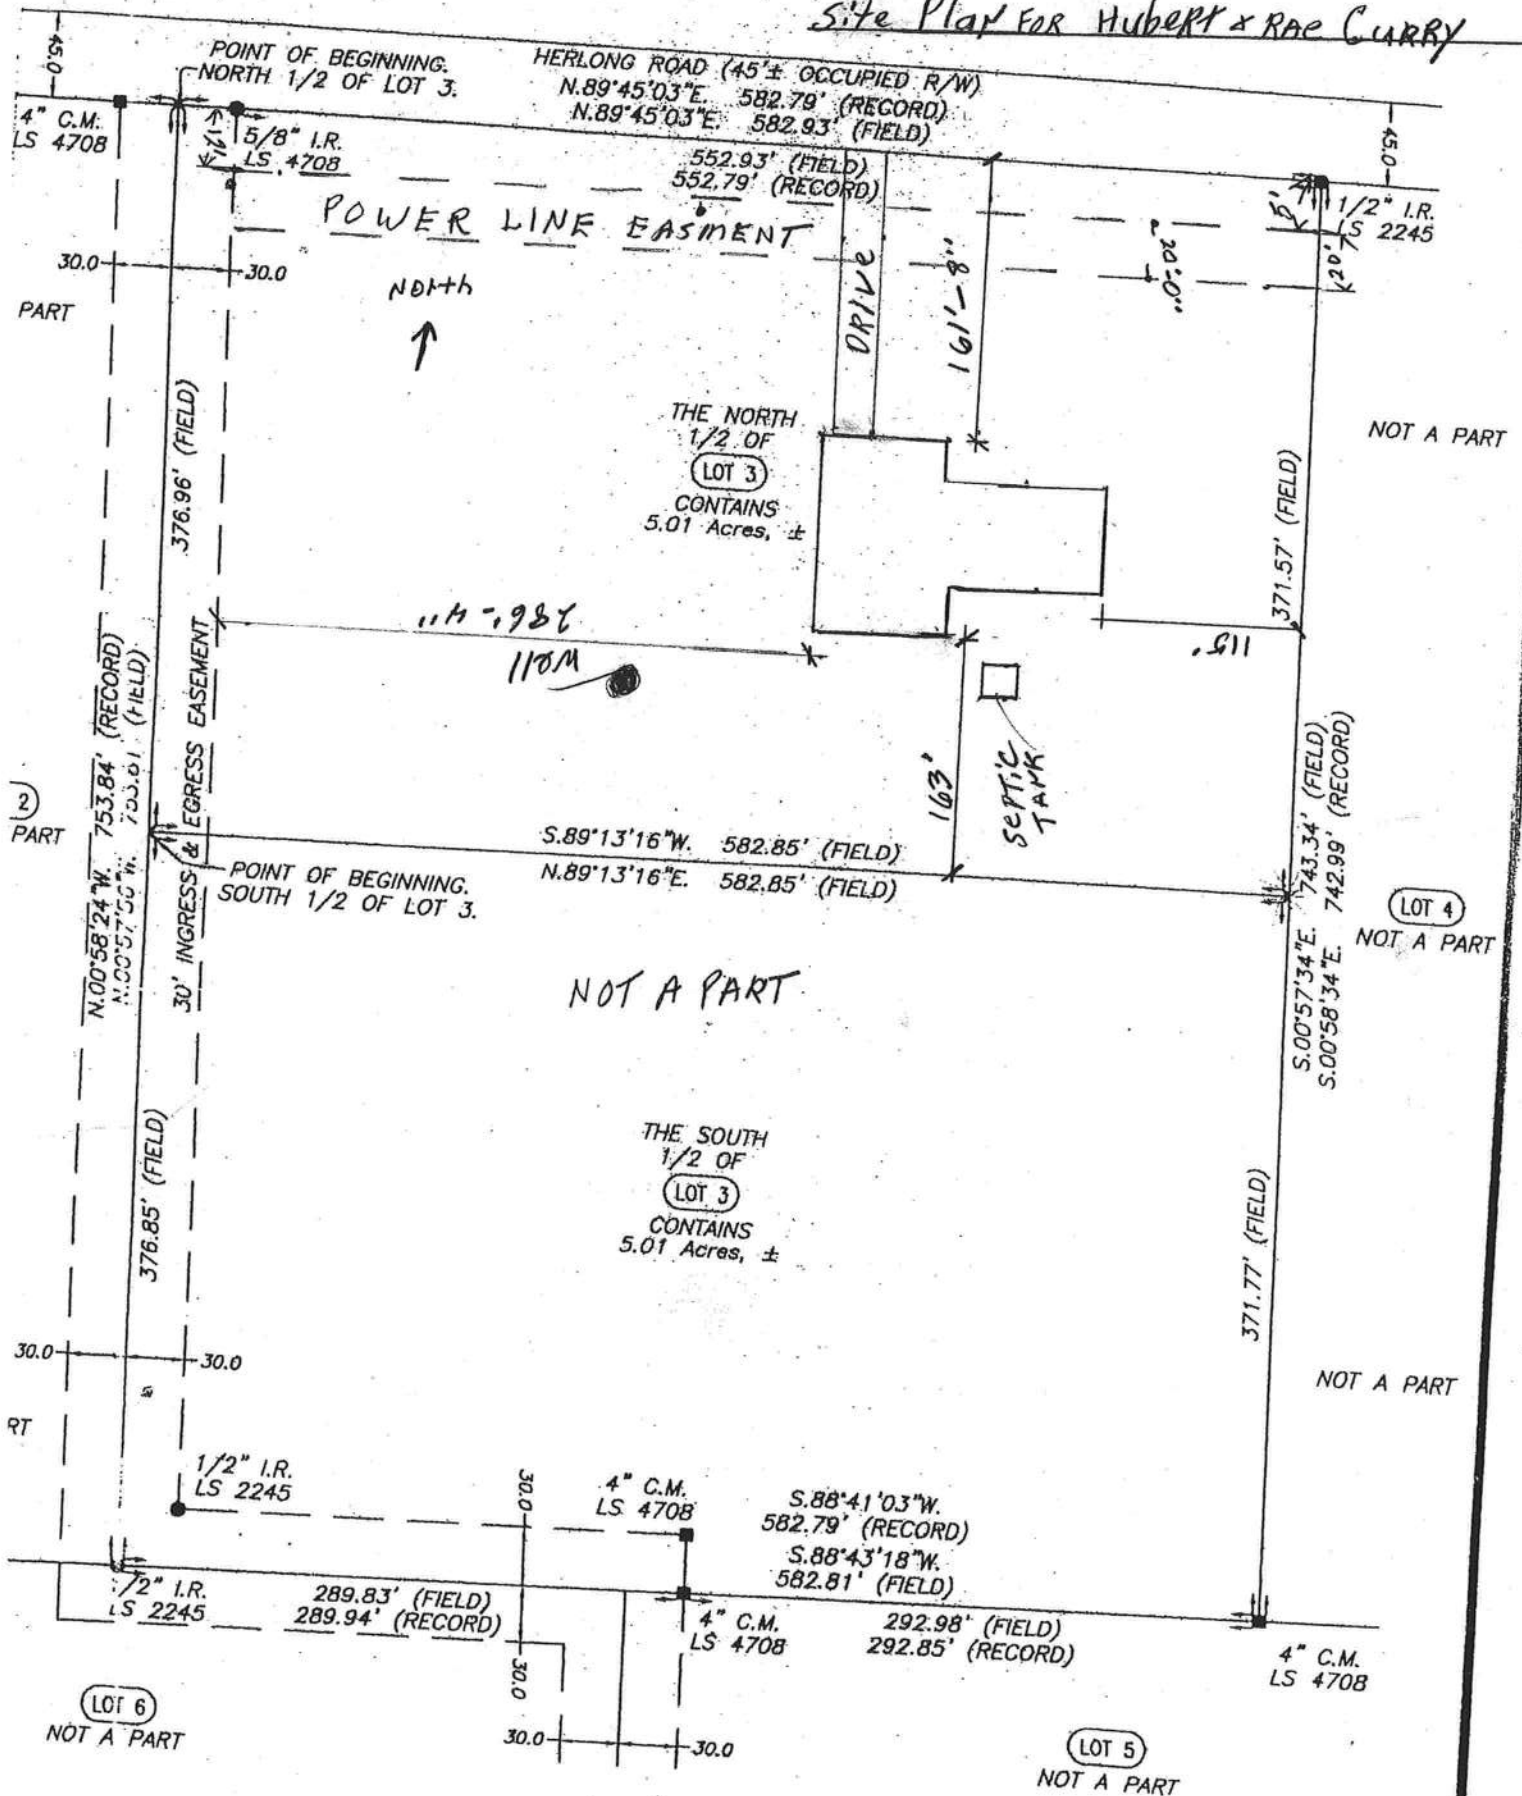 Site Plan FOR Hubert & RAe CURRY
45.0
POINT OF BEGINNING.
NORTH 1/2 OF LOT 3.
HERLONG ROAD (45'± OCCUPIED R/W)
N.89°45'03"E. 582.79' (RECORD)
N.89°45'03"E. 582.93' (FIELD)
4" C.M.
LS 4708
5/8" I.R.
LS 4708
552.93' (FIELD)
552.79' (RECORD)
45.0
1/2" I.R.
LS 2245
5'
20'
POWER LINE EASMENT
20'-0"
30.0
30.0
PART
North
DRIVE
161'-8"
THE NORTH
1/2 OF
LOT 3
CONTAINS
5.01 Acres, ±
NOT A PART
376.96' (FIELD)
371.57' (FIELD)
286'-4"
Well
115'
163'
SEPTIC
TANK
N.00°58'24"W. 753.84' (RECORD)
(FIELD)
30' INGRESS & EGRESS EASEMENT
2
PART
S.89°13'16"W. 582.85' (FIELD)
N.89°13'16"E. 582.85' (FIELD)
POINT OF BEGINNING.
SOUTH 1/2 OF LOT 3.
S.00°57'34"E. 743.34' (FIELD)
S.00°58'34"E. 742.99' (RECORD)
LOT 4
NOT A PART
NOT A PART
376.85' (FIELD)
THE SOUTH
1/2 OF
LOT 3
CONTAINS
5.01 Acres, ±
371.77' (FIELD)
30.0
30.0
NOT A PART
RT
1/2" I.R.
LS 2245
30.0
4" C.M.
LS 4708
S.88°41'03"W.
582.79' (RECORD)
S.88°43'18"W.
582.81' (FIELD)
/2" I.R.
LS 2245
289.83' (FIELD)
289.94' (RECORD)
30.0
4" C.M.
LS 4708
292.98' (FIELD)
292.85' (RECORD)
4" C.M.
LS 4708
LOT 6
NOT A PART
30.0
30.0
LOT 5
NOT A PART